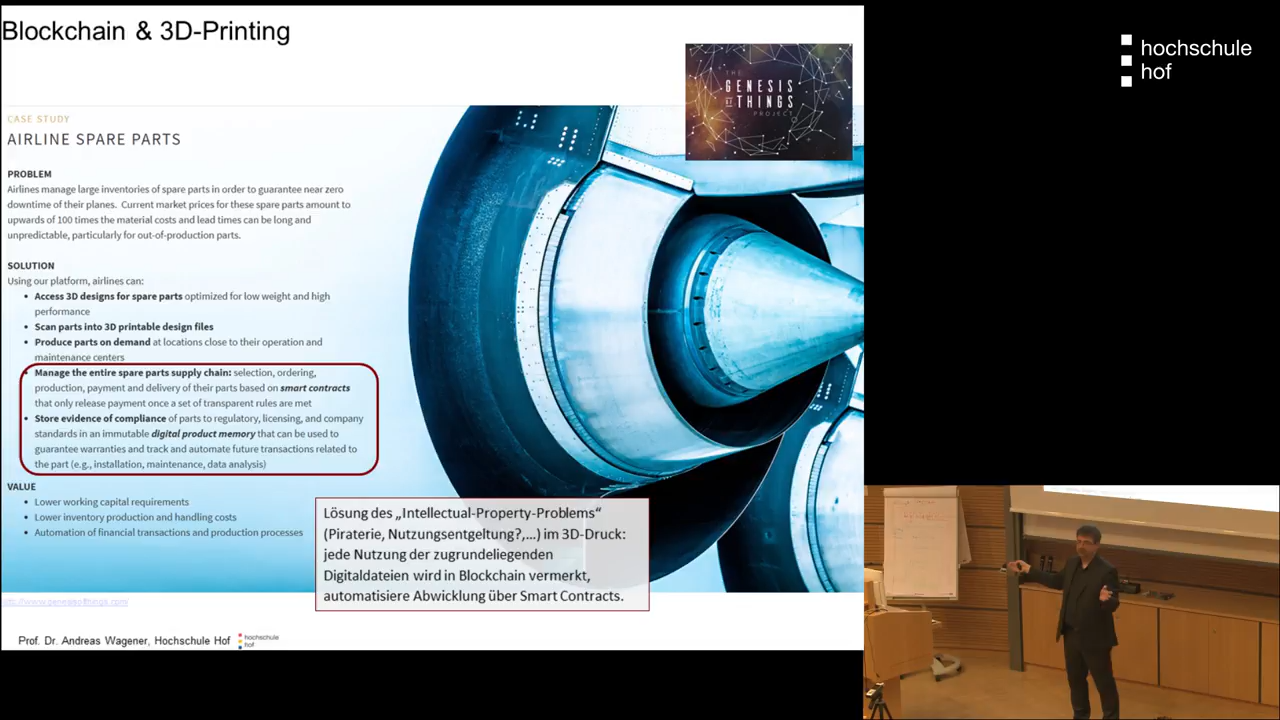 Blockchain & 3D-Printing
hochschule
hof
THE
GENESIS
OF THINGS
PROJECT
CASE STUDY
AIRLINE SPARE PARTS
PROBLEM
Airlines manage large inventories of spare parts in order to guarantee near zero
downtime of their planes. Current market prices for these spare parts amount to
upwards of 100 times the material costs and lead times can be long and
unpredictable, particularly for out-of-production parts.
SOLUTION
Using our platform, airlines can:
• Access 3D designs for spare parts optimized for low weight and high
performance
• Scan parts into 3D printable design files
• Produce parts on demand at locations close to their operation and
maintenance centers
• Manage the entire spare parts supply chain: selection, ordering,
production, payment and delivery of their parts based on smart contracts
that only release payment once a set of transparent rules are met
• Store evidence of compliance of parts to regulatory, licensing, and company
standards in an immutable digital product memory that can be used to
guarantee warranties and track and automate future transactions related to
the part (e.g., installation, maintenance, data analysis)
VALUE
• Lower working capital requirements
• Lower inventory production and handling costs
• Automation of financial transactions and production processes
Lösung des „Intellectual-Property-Problems“
(Piraterie, Nutzungsentgeltung?,...) im 3D-Druck:
jede Nutzung der zugrundeliegenden
Digitaldateien wird in Blockchain vermerkt,
automatisiere Abwicklung über Smart Contracts.
Prof. Dr. Andreas Wagener, Hochschule Hof
hochschule
hof